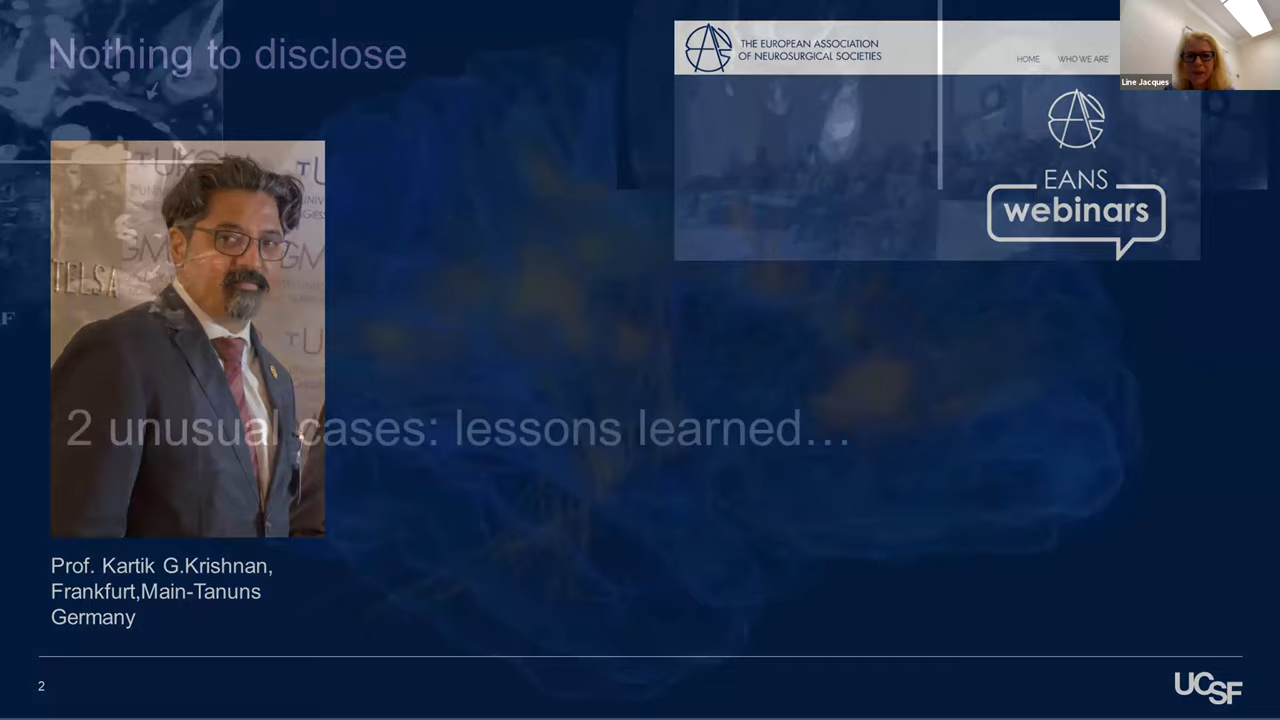 Nothing to disclose
THE EUROPEAN ASSOCIATION
OF NEUROSURGICAL SOCIETIES
HOME WHO WE ARE
Line Jacques
EANS
webinars
TELSA
2 unusual cases: lessons learned...
Prof. Kartik G.Krishnan,
Frankfurt,Main-Tanuns
Germany
2
UCSF